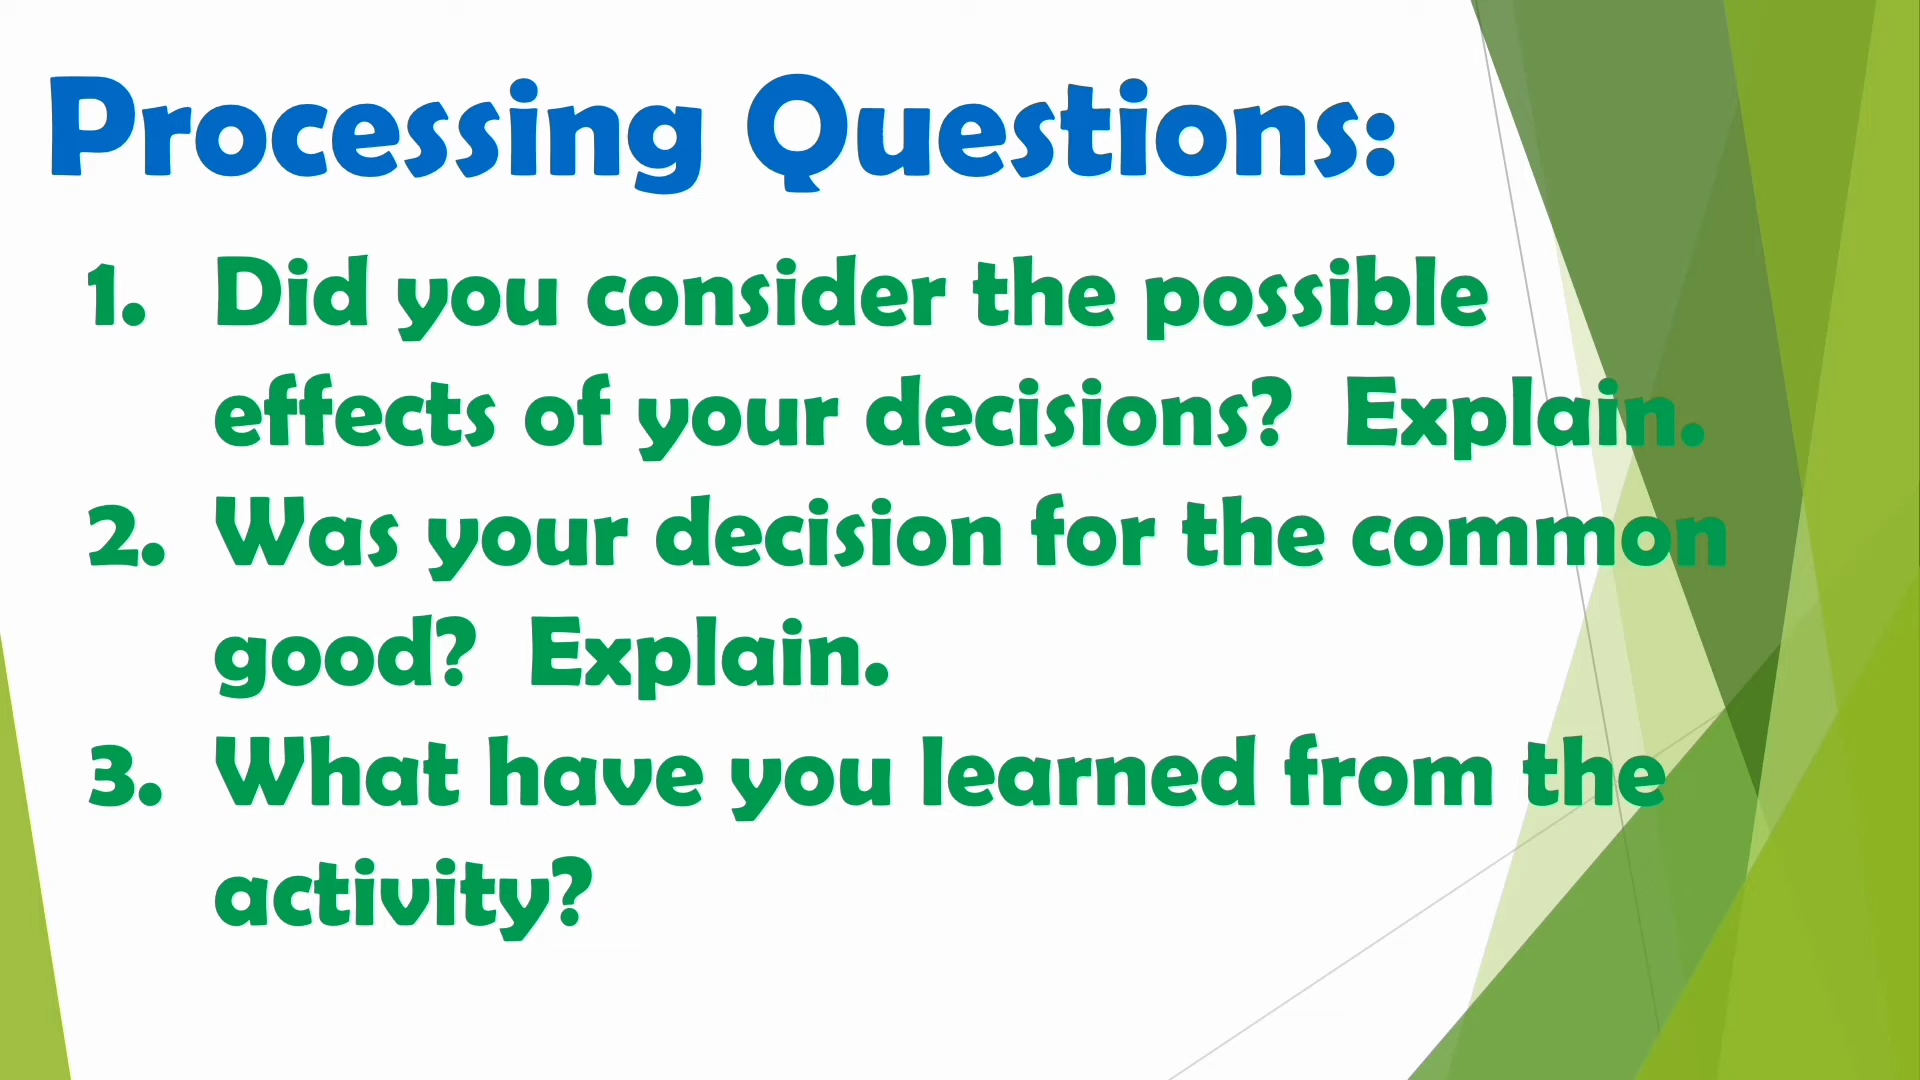 Processing Questions:
1. Did you consider the possible
effects of your decisions? Explain.
2. Was your decision for the common
good? Explain.
3. What have you learned from the
activity?